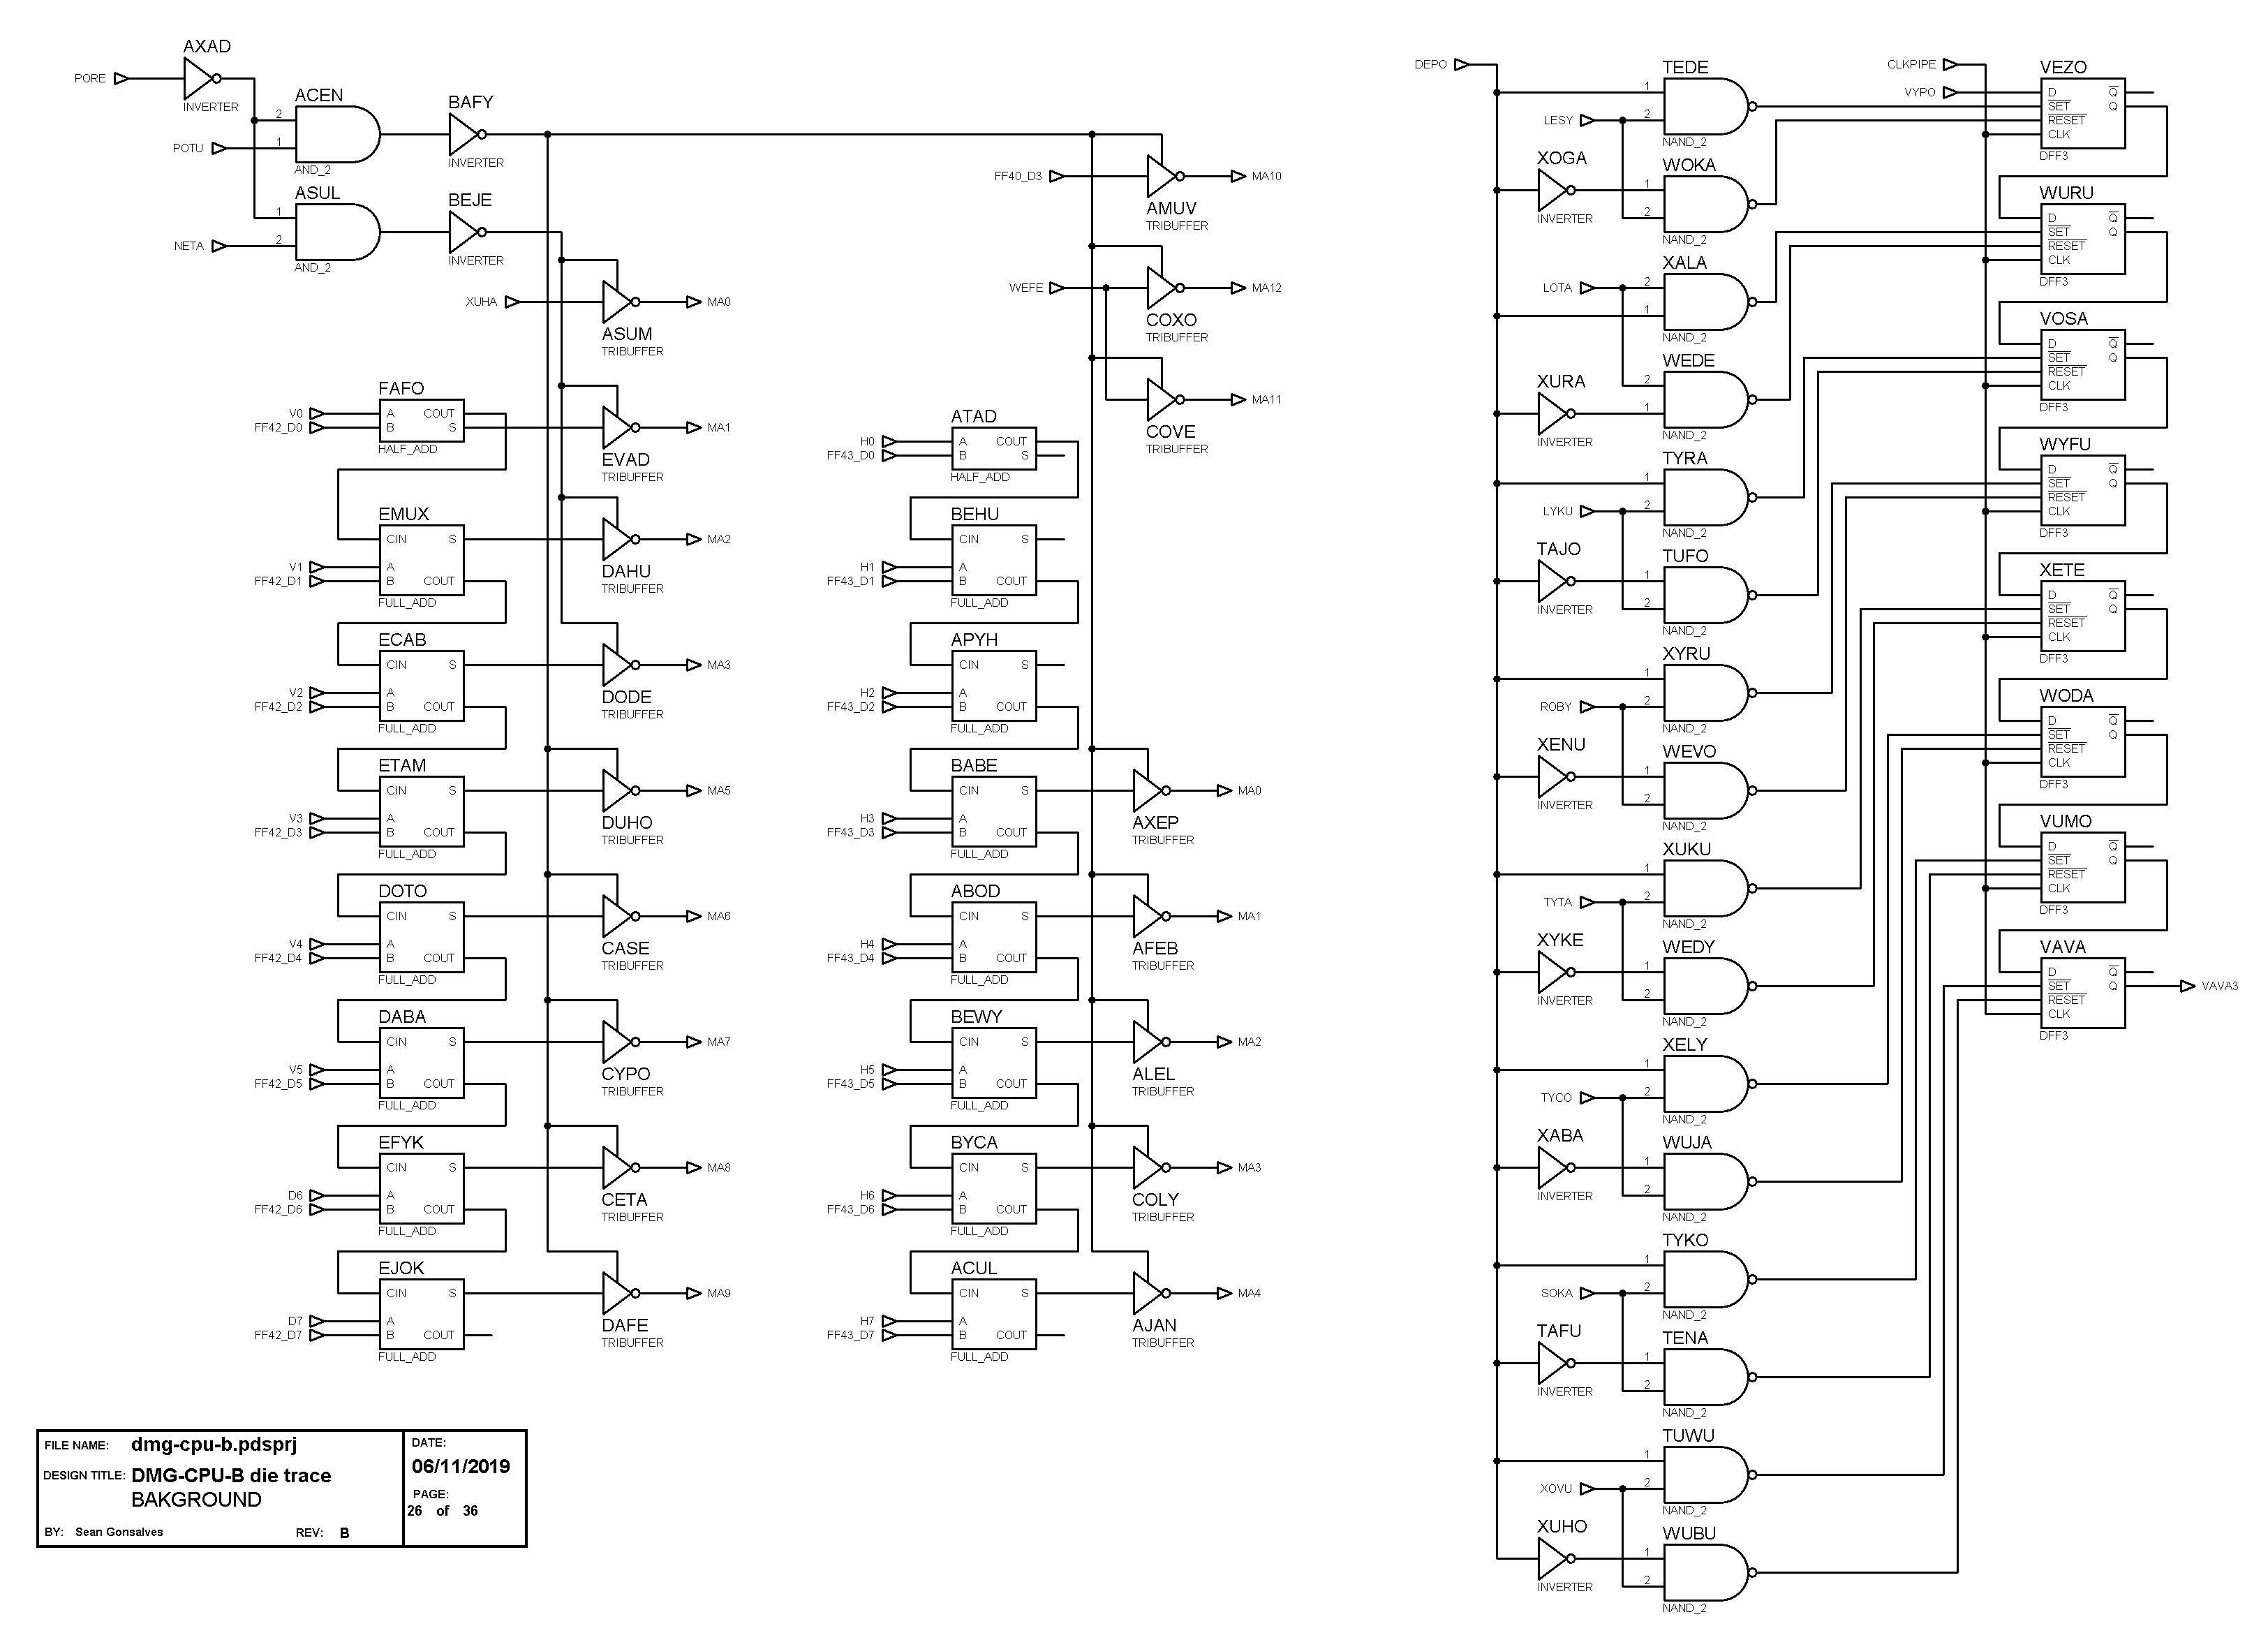 AXAD
PORE
INVERTER
ACEN
2
POTU
1
AND_2
BAFY
INVERTER
ASUL
1
NETA
2
AND_2
BEJE
INVERTER
XUHA
MA0
ASUM
TRIBUFFER
FAFO
V0 A COUT
FF42_D0 B S
HALF_ADD
MA1
EVAD
TRIBUFFER
EMUX
CIN S
V1 A
FF42_D1 B COUT
FULL_ADD
MA2
DAHU
TRIBUFFER
ECAB
CIN S
V2 A
FF42_D2 B COUT
FULL_ADD
MA3
DODE
TRIBUFFER
ETAM
CIN S
V3 A
FF42_D3 B COUT
FULL_ADD
MA5
DUHO
TRIBUFFER
DOTO
CIN S
V4 A
FF42_D4 B COUT
FULL_ADD
MA6
CASE
TRIBUFFER
DABA
CIN S
V5 A
FF42_D5 B COUT
FULL_ADD
MA7
CYPO
TRIBUFFER
EFYK
CIN S
D6 A
FF42_D6 B COUT
FULL_ADD
MA8
CETA
TRIBUFFER
EJOK
CIN S
D7 A
FF42_D7 B COUT
FULL_ADD
MA9
DAFE
TRIBUFFER
FF40_D3
MA10
AMUV
TRIBUFFER
WEFE
MA12
COXO
TRIBUFFER
MA11
COVE
TRIBUFFER
ATAD
H0 A COUT
FF43_D0 B S
HALF_ADD
BEHU
CIN S
H1 A
FF43_D1 B COUT
FULL_ADD
APYH
CIN S
H2 A
FF43_D2 B COUT
FULL_ADD
BABE
CIN S
H3 A
FF43_D3 B COUT
FULL_ADD
MA0
AXEP
TRIBUFFER
ABOD
CIN S
H4 A
FF43_D4 B COUT
FULL_ADD
MA1
AFEB
TRIBUFFER
BEWY
CIN S
H5 A
FF43_D5 B COUT
FULL_ADD
MA2
ALEL
TRIBUFFER
BYCA
CIN S
H6 A
FF43_D6 B COUT
FULL_ADD
MA3
COLY
TRIBUFFER
ACUL
CIN S
H7 A
FF43_D7 B COUT
FULL_ADD
MA4
AJAN
TRIBUFFER
DEPO
TEDE
1
LESY
2
NAND_2
XOGA
INVERTER
WOKA
1
2
NAND_2
XALA
LOTA
2
1
NAND_2
XURA
INVERTER
WEDE
2
1
NAND_2
TYRA
1
LYKU
2
NAND_2
TAJO
INVERTER
TUFO
1
2
NAND_2
XYRU
1
ROBY
2
NAND_2
XENU
INVERTER
WEVO
1
2
NAND_2
XUKU
1
TYTA
2
NAND_2
XYKE
INVERTER
WEDY
1
2
NAND_2
XELY
1
TYCO
2
NAND_2
XABA
INVERTER
WUJA
1
2
NAND_2
TYKO
1
SOKA
2
NAND_2
TAFU
INVERTER
TENA
1
2
NAND_2
TUWU
1
XOVU
2
NAND_2
XUHO
INVERTER
WUBU
1
2
NAND_2
CLKPIPE
VYPO
VEZO
D Q
SET Q
RESET
CLK
DFF3
WURU
D Q
SET Q
RESET
CLK
DFF3
VOSA
D Q
SET Q
RESET
CLK
DFF3
WYFU
D Q
SET Q
RESET
CLK
DFF3
XETE
D Q
SET Q
RESET
CLK
DFF3
WODA
D Q
SET Q
RESET
CLK
DFF3
VUMO
D Q
SET Q
RESET
CLK
DFF3
VAVA
D Q
SET Q
RESET
CLK
DFF3
VAVA3
FILE NAME: dmg-cpu-b.pdsprj
DESIGN TITLE: DMG-CPU-B die trace
BAKGROUND
BY: Sean Gonsalves REV: B
DATE:
06/11/2019
PAGE:
26 of 36